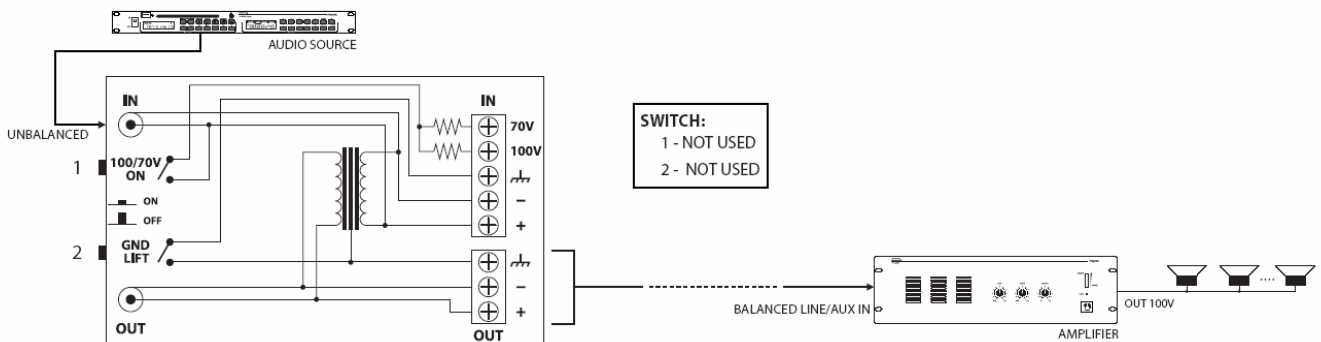 AUDIO SOURCE
IN
IN
UNBALANCED
70V
100V
SWITCH:
1 - NOT USED
2 - NOT USED
1
100/70V
ON
ON
OFF
−
+
2
GND
LIFT
−
+
OUT
OUT
BALANCED LINE/AUX IN
OUT 100V
AMPLIFIER